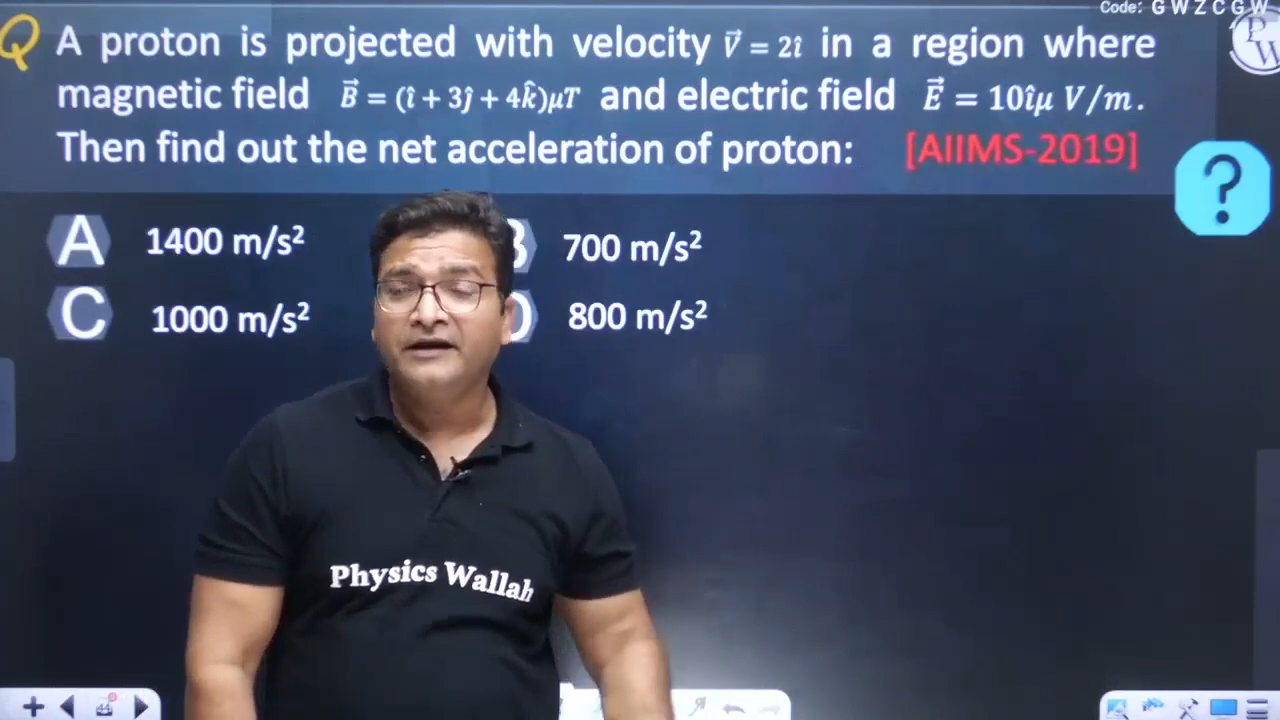 Code: G W Z C G W
Q A proton is projected with velocity V⃗ = 2î in a region where
magnetic field B⃗ = (î + 3ĵ + 4k̂)μT and electric field E⃗ = 10îμ V/m.
Then find out the net acceleration of proton: [AIIMS-2019]
PW
?
A 1400 m/s² B 700 m/s²
C 1000 m/s² D 800 m/s²
Physics Wallah
44